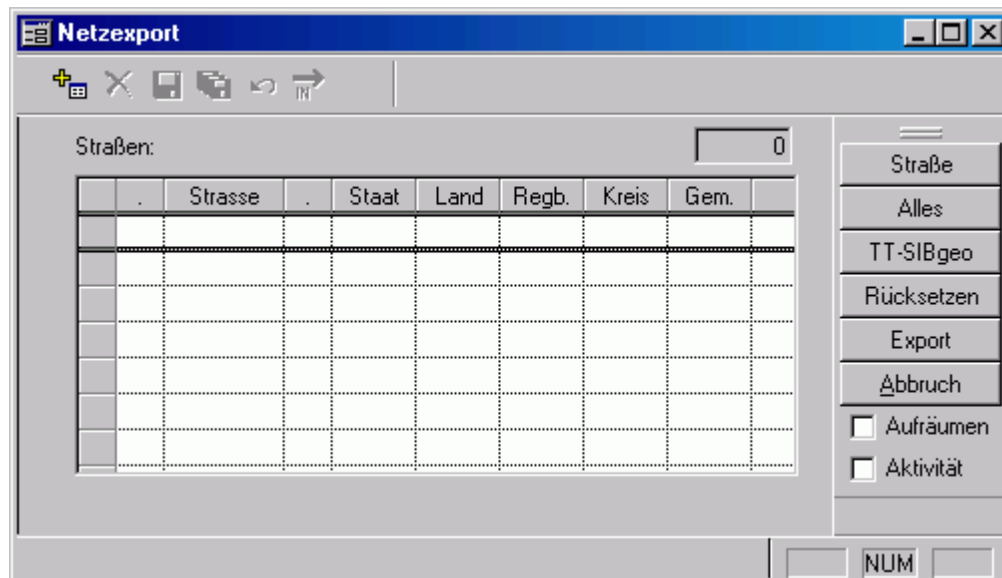 Netzexport
IN
Straßen: 0
. Strasse . Staat Land Regb. Kreis Gem.
Straße
Alles
TT-SIBgeo
Rücksetzen
Export
Abbruch
Aufräumen
Aktivität
NUM